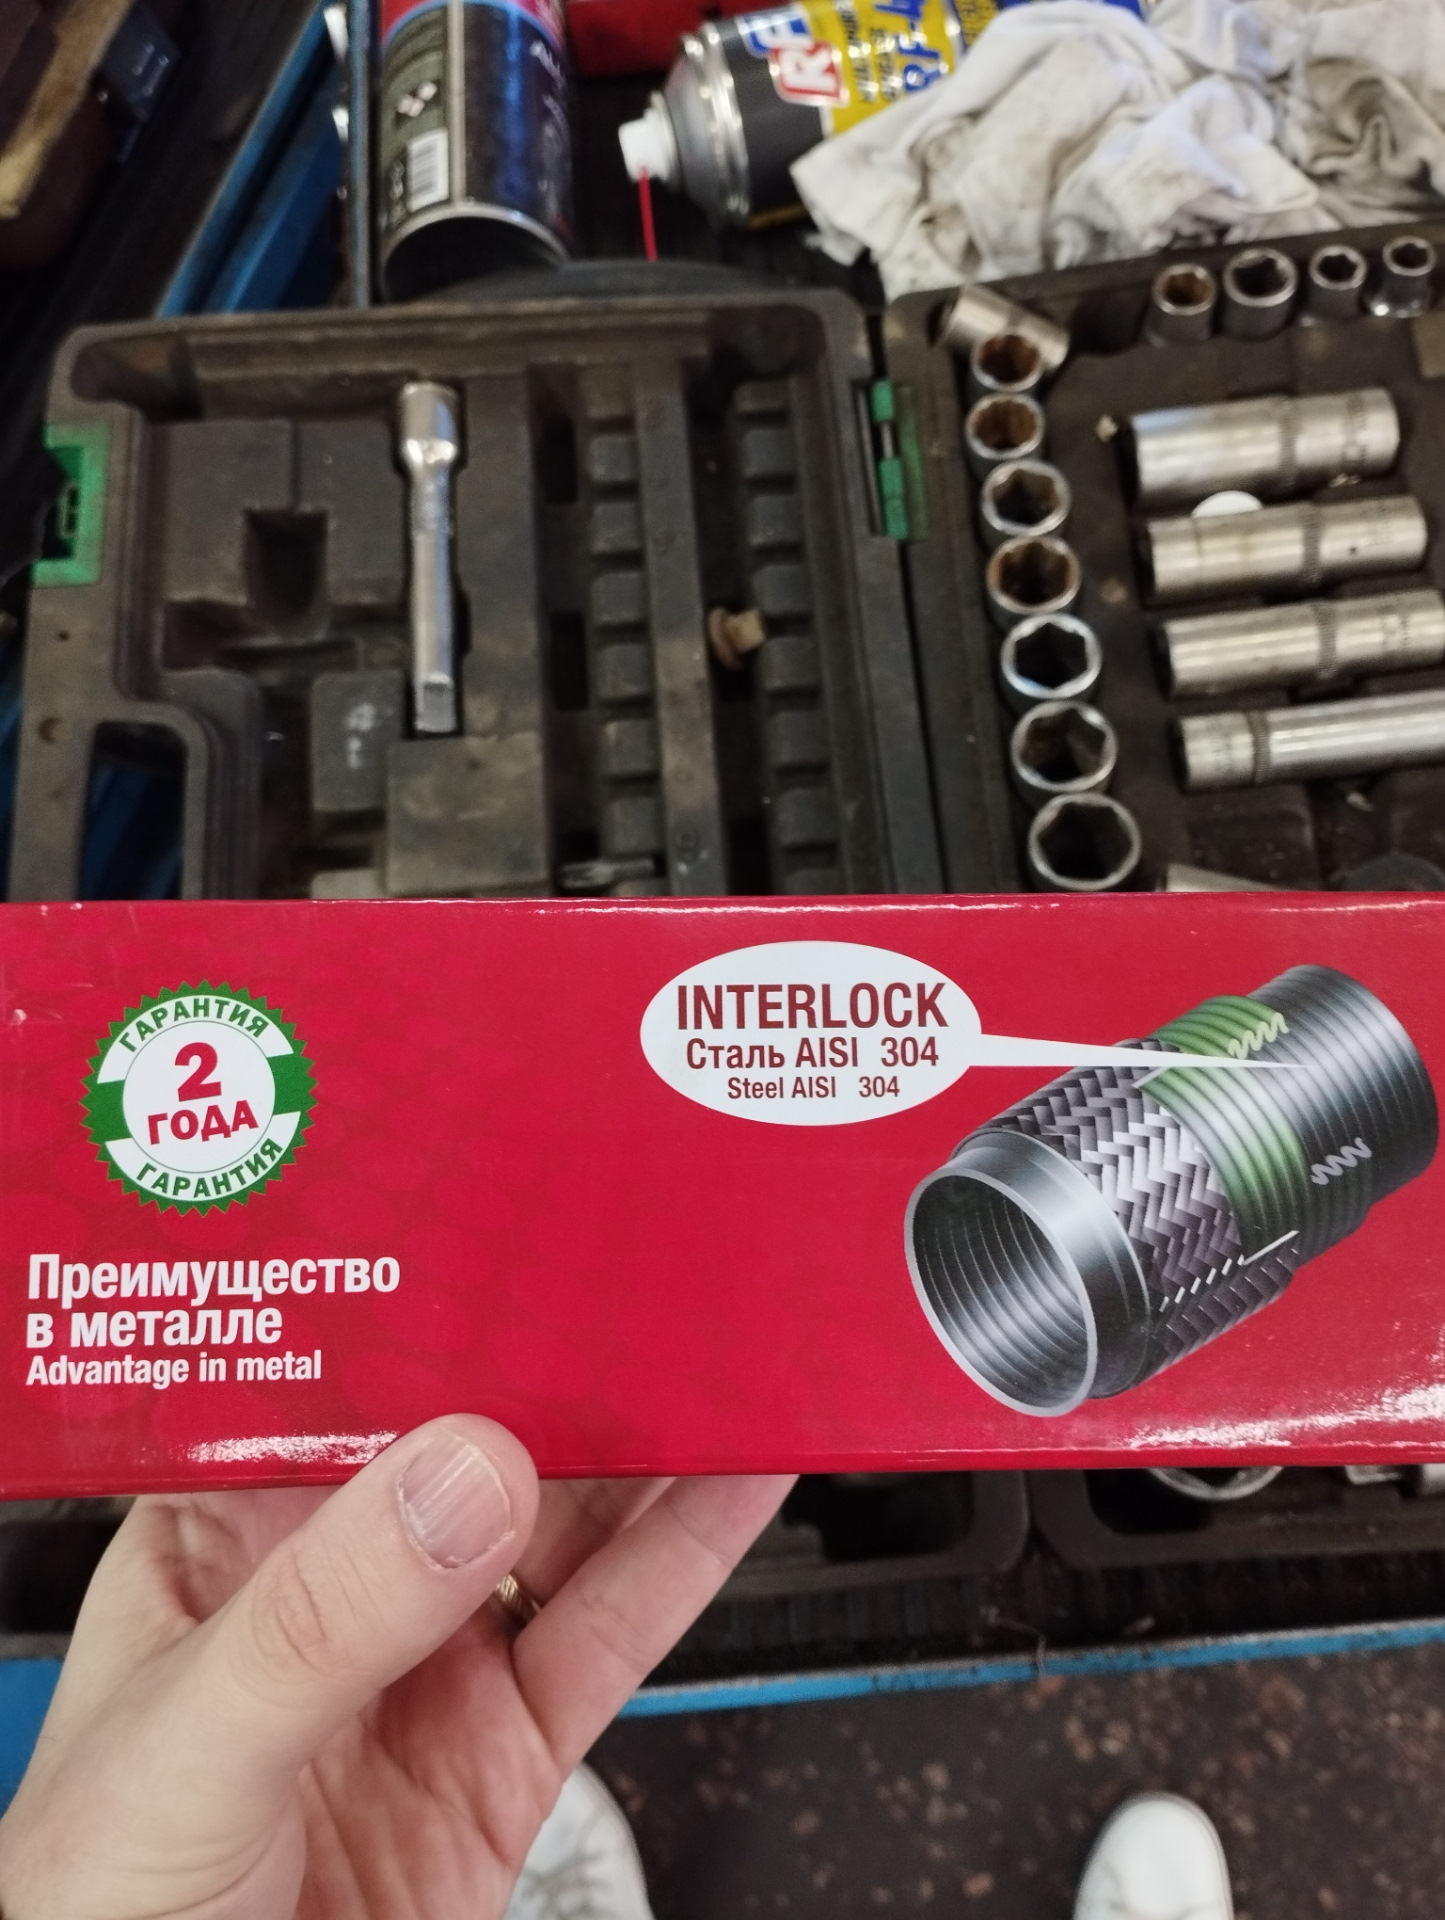 ГАРАНТИЯ
2
ГОДА
ГАРАНТИЯ
INTERLOCK
Сталь AISI 304
Steel AISI 304
Преимущество
в металле
Advantage in metal